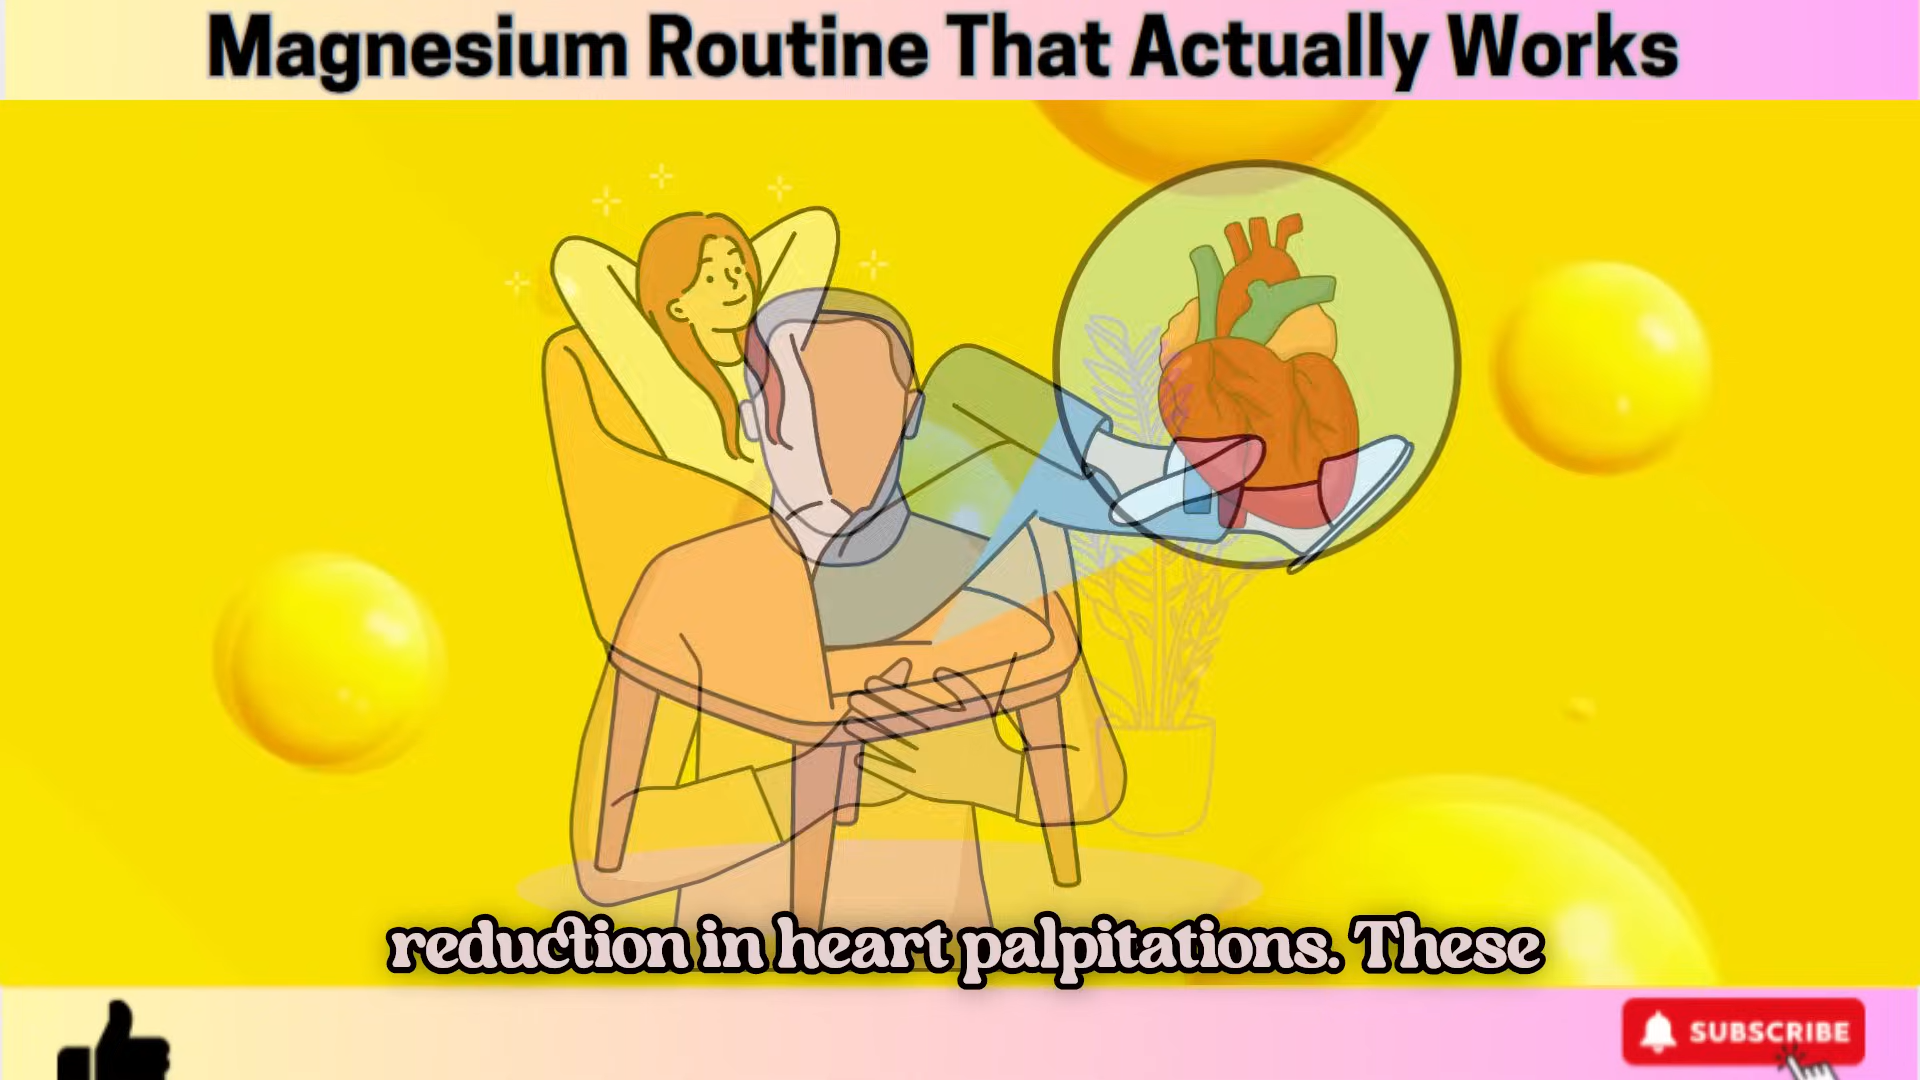 Magnesium Routine That Actually Works
reduction in heart palpitations. These
SUBSCRIBE